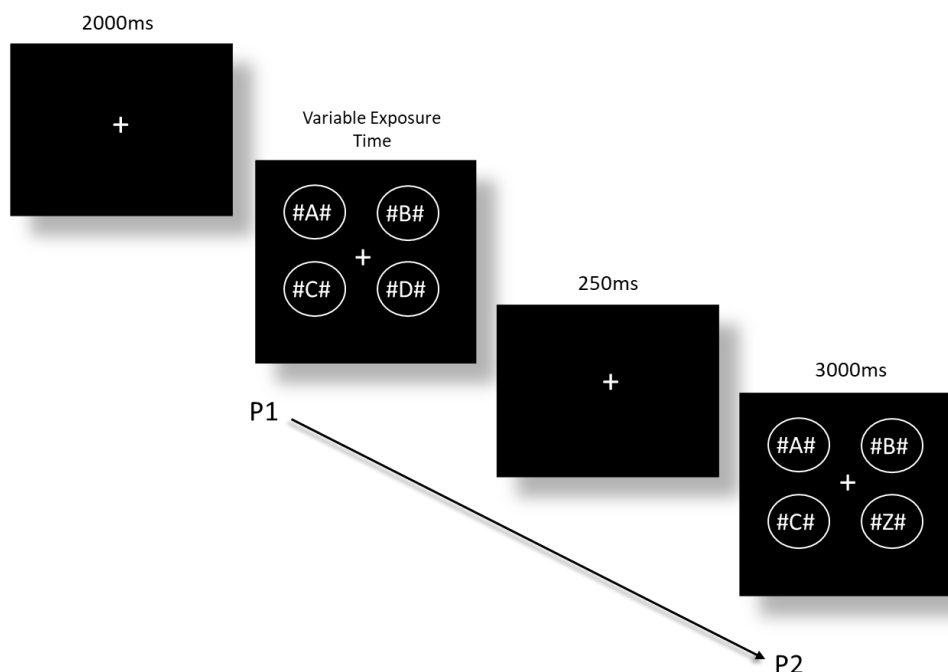 2000ms
+
Variable Exposure
Time
#A# #B#
+
#C# #D#
250ms
+
3000ms
#A# #B#
+
#C# #Z#
P1
P2